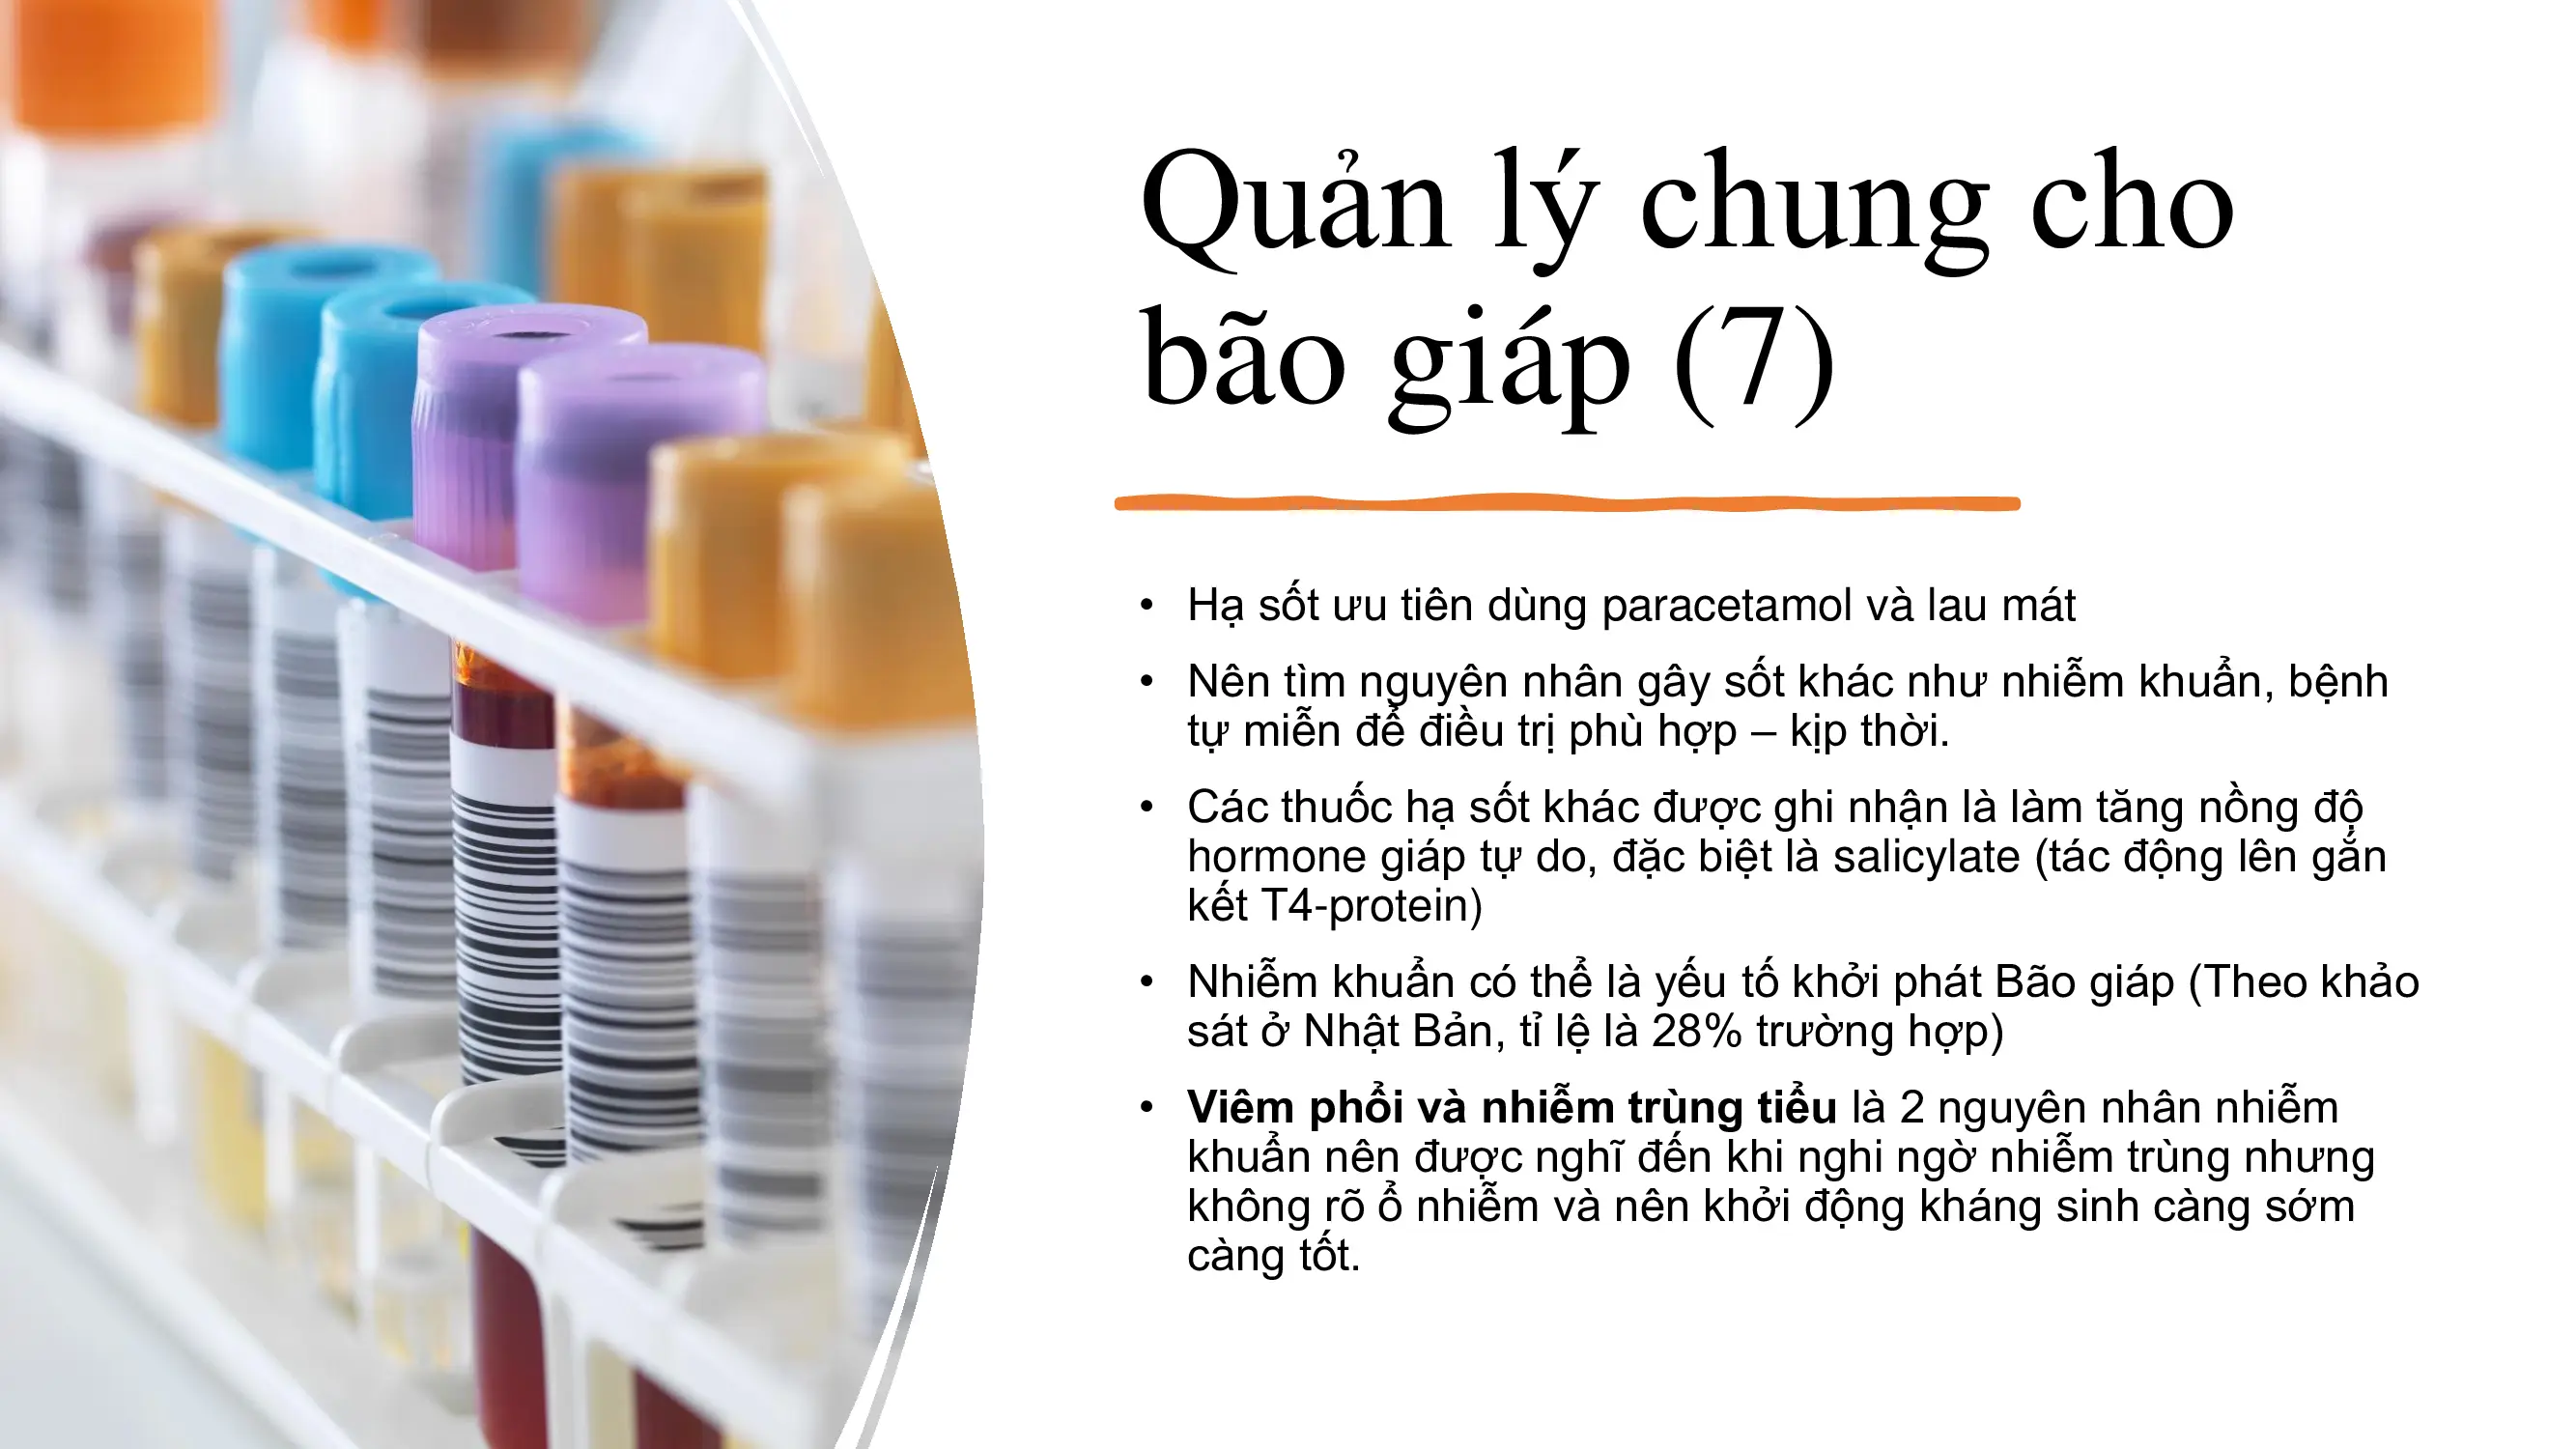 Quản lý chung cho
bão giáp (7)
• Hạ sốt ưu tiên dùng paracetamol và lau mát
• Nên tìm nguyên nhân gây sốt khác như nhiễm khuẩn, bệnh
tự miễn để điều trị phù hợp – kịp thời.
• Các thuốc hạ sốt khác được ghi nhận là làm tăng nồng độ
hormone giáp tự do, đặc biệt là salicylate (tác động lên gắn
kết T4-protein)
• Nhiễm khuẩn có thể là yếu tố khởi phát Bão giáp (Theo khảo
sát ở Nhật Bản, tỉ lệ là 28% trường hợp)
• Viêm phổi và nhiễm trùng tiểu là 2 nguyên nhân nhiễm
khuẩn nên được nghĩ đến khi nghi ngờ nhiễm trùng nhưng
không rõ ổ nhiễm và nên khởi động kháng sinh càng sớm
càng tốt.